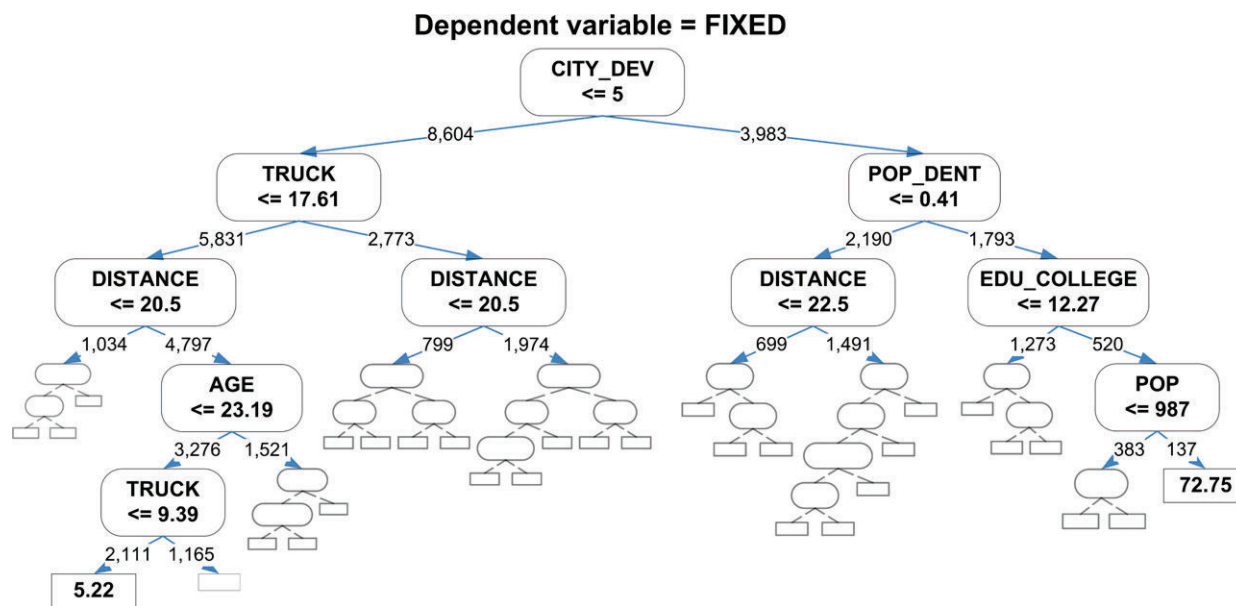 Dependent variable = FIXED
CITY_DEV
<= 5
8,604
3,983
TRUCK
<= 17.61
POP_DENT
<= 0.41
5,831
2,773
2,190
1,793
DISTANCE
<= 20.5
DISTANCE
<= 20.5
DISTANCE
<= 22.5
EDU_COLLEGE
<= 12.27
1,034
4,797
799
1,974
699
1,491
1,273
520
AGE
<= 23.19
POP
<= 987
3,276
1,521
383
137
TRUCK
<= 9.39
72.75
2,111
1,165
5.22